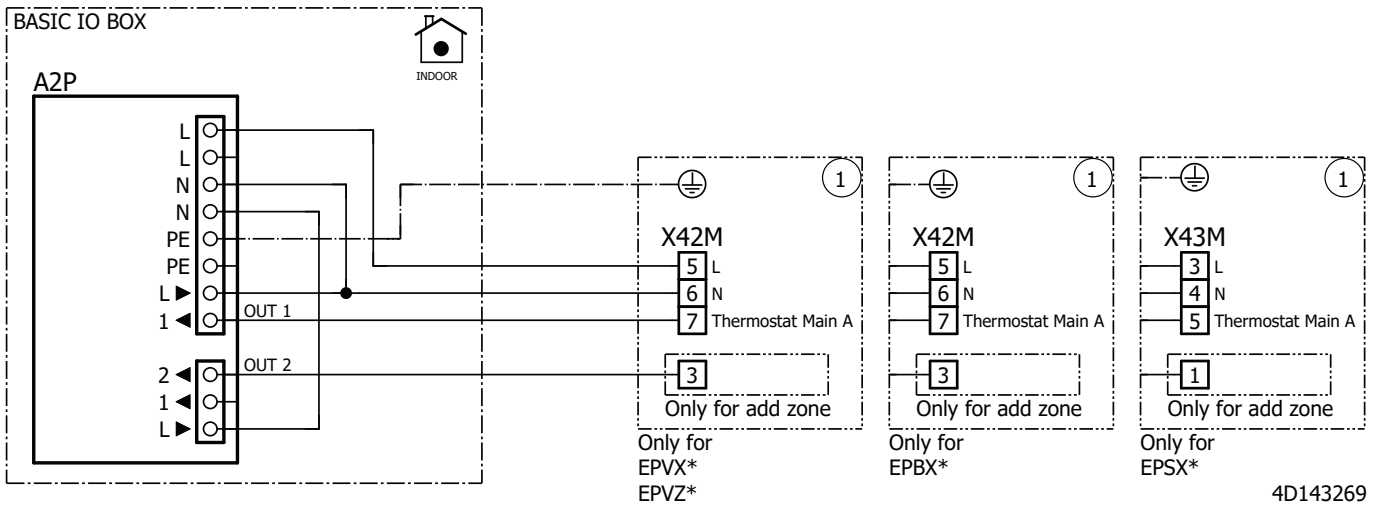 BASIC IO BOX
INDOOR
A2P
L
L
N
N
PE
PE
L ▶
1 ◀ OUT 1
2 ◀ OUT 2
1 ◀
L ▶
1
X42M
5 L
6 N
7 Thermostat Main A
3
Only for add zone
Only for
EPVX*
EPVZ*
1
X42M
5 L
6 N
7 Thermostat Main A
3
Only for add zone
Only for
EPBX*
1
X43M
3 L
4 N
5 Thermostat Main A
1
Only for add zone
Only for
EPSX*
4D143269